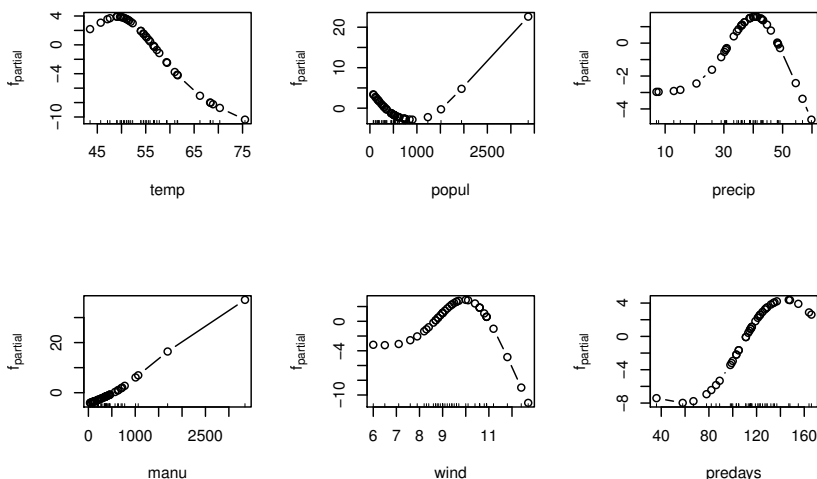 f_partial
4
0
−4
−10
45 55 65 75
temp
f_partial
20
10
0
0 1000 2500
popul
f_partial
0
−2
−4
10 30 50
precip
f_partial
20
0
0 1000 2500
manu
f_partial
0
−4
−10
6 7 8 9 11
wind
f_partial
4
0
−4
−8
40 80 120 160
predays